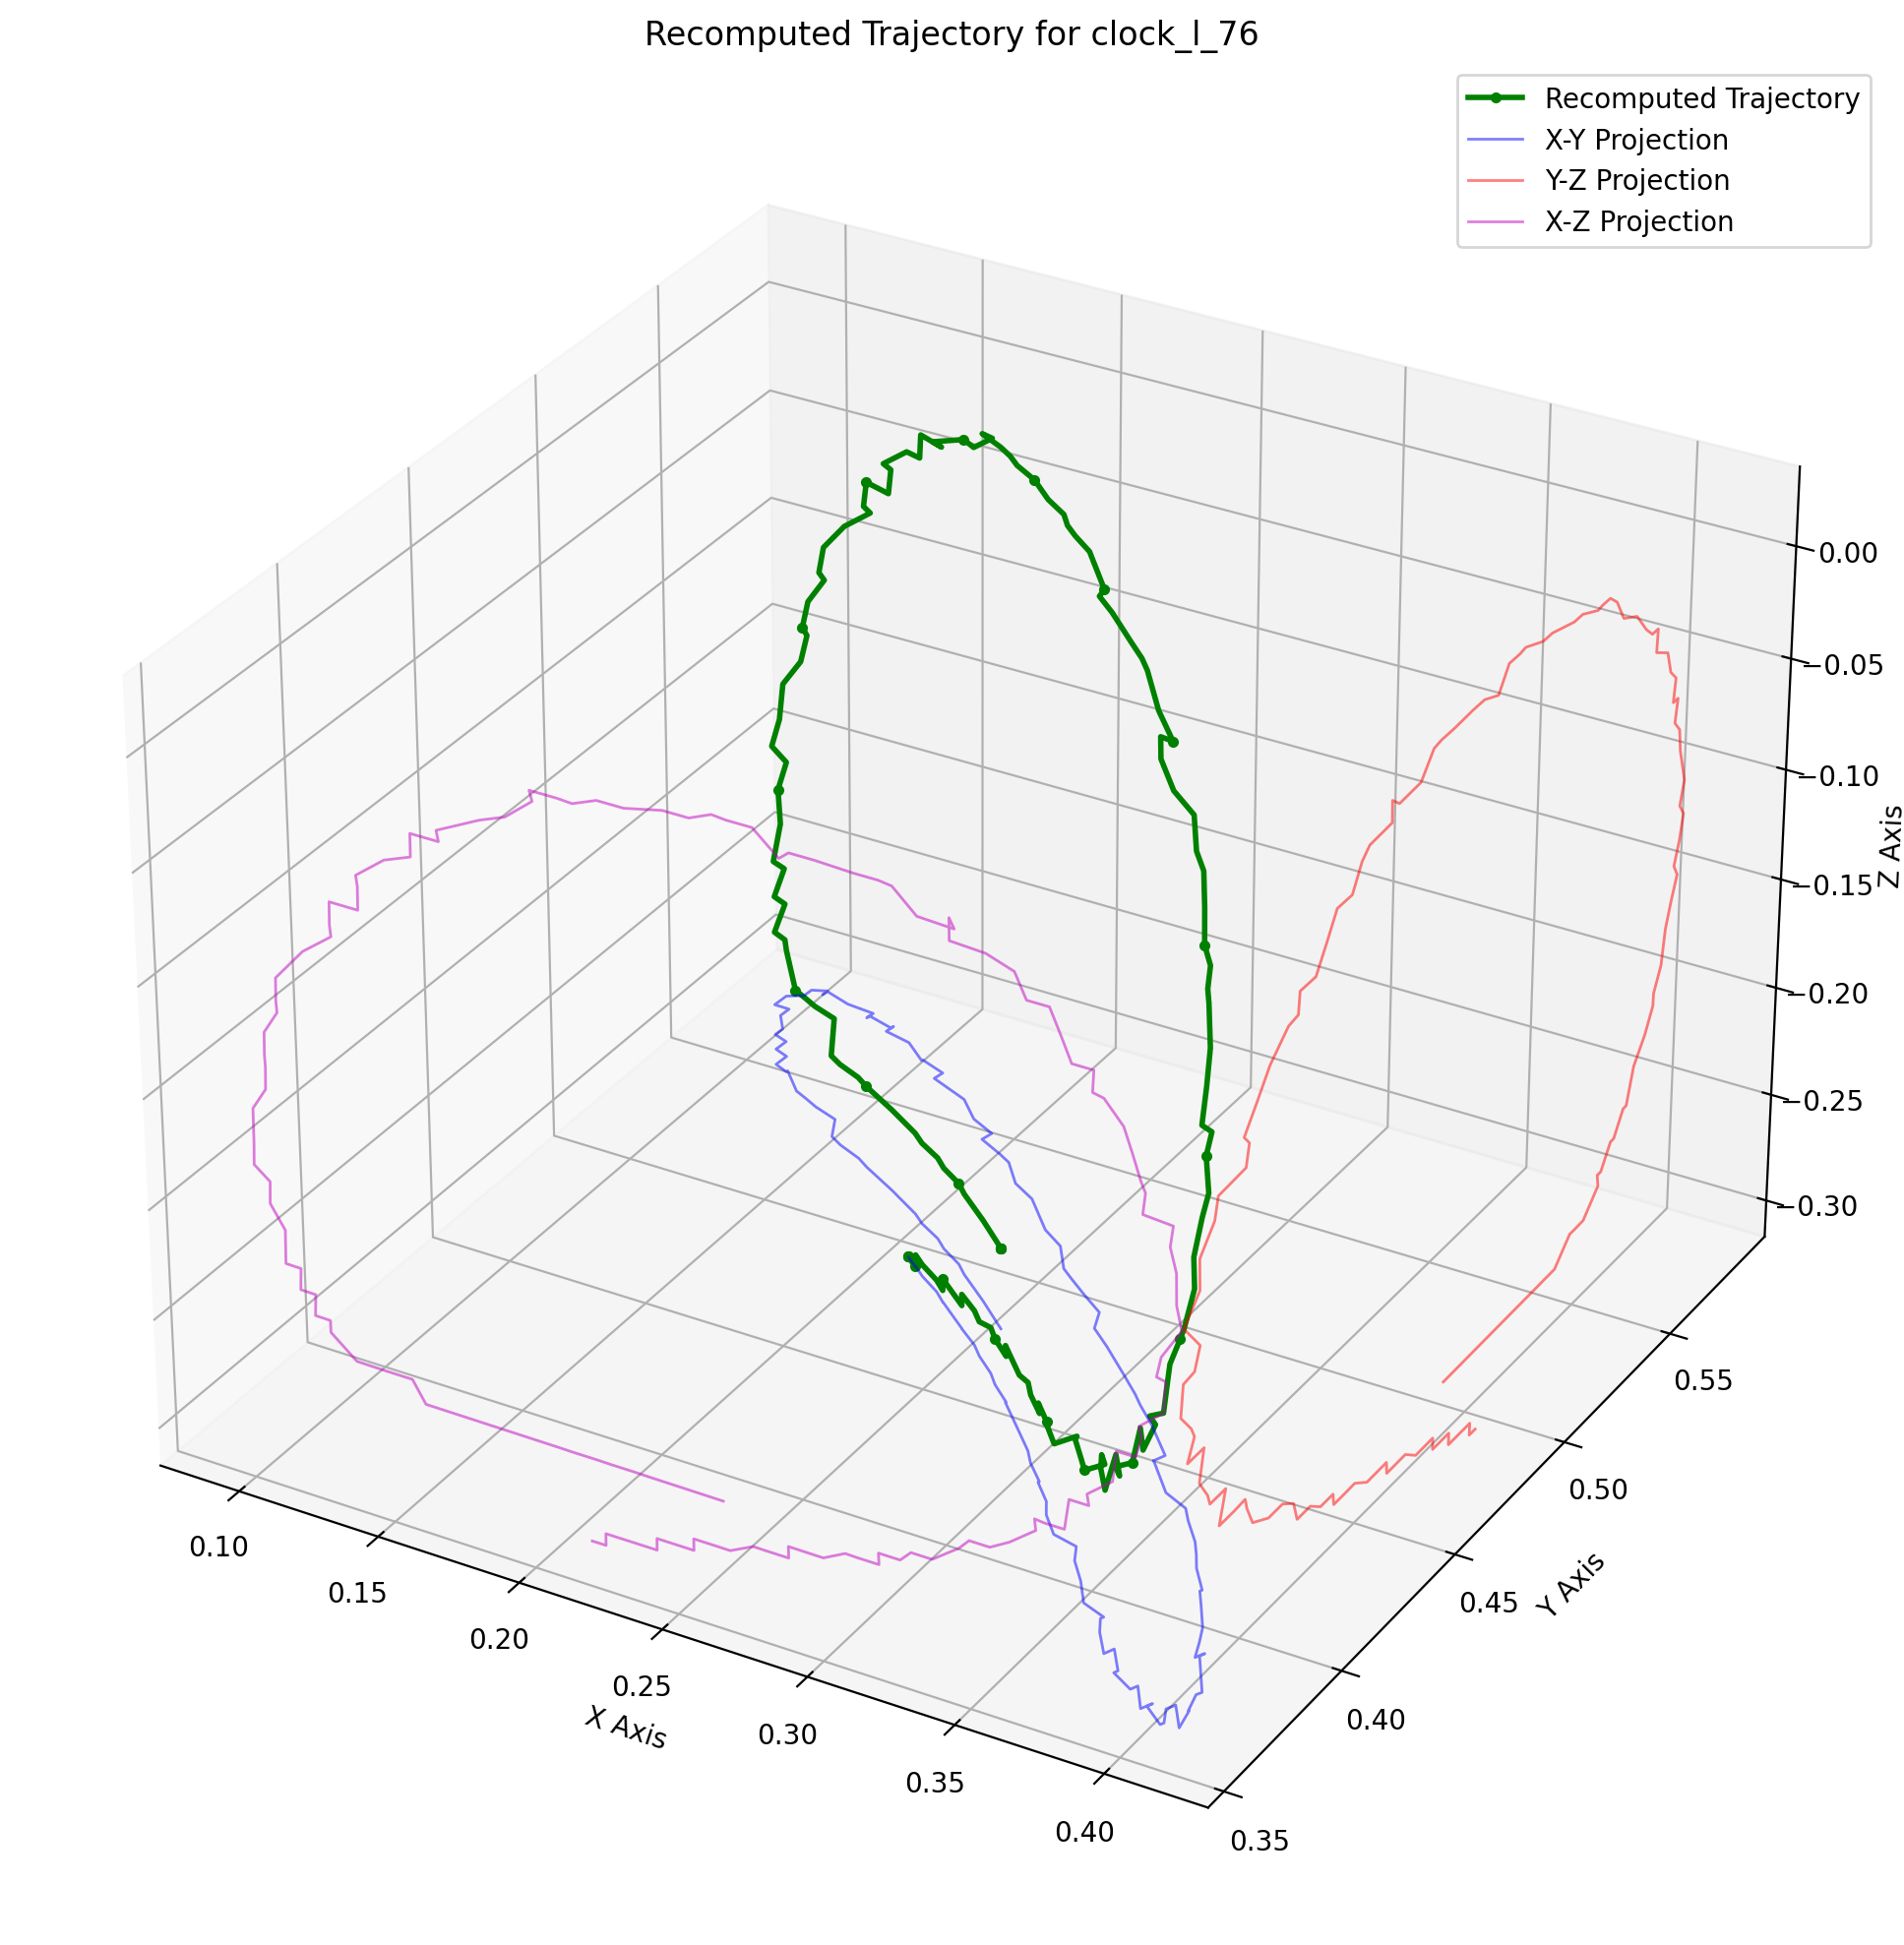 Recomputed Trajectory for clock_l_76
Recomputed Trajectory
X-Y Projection
Y-Z Projection
X-Z Projection
0.00
−0.05
−0.10
−0.15
−0.20
−0.25
−0.30
Z Axis
0.55
0.50
0.45
0.40
0.35
Y Axis
0.10
0.15
0.20
0.25
0.30
0.35
0.40
X Axis